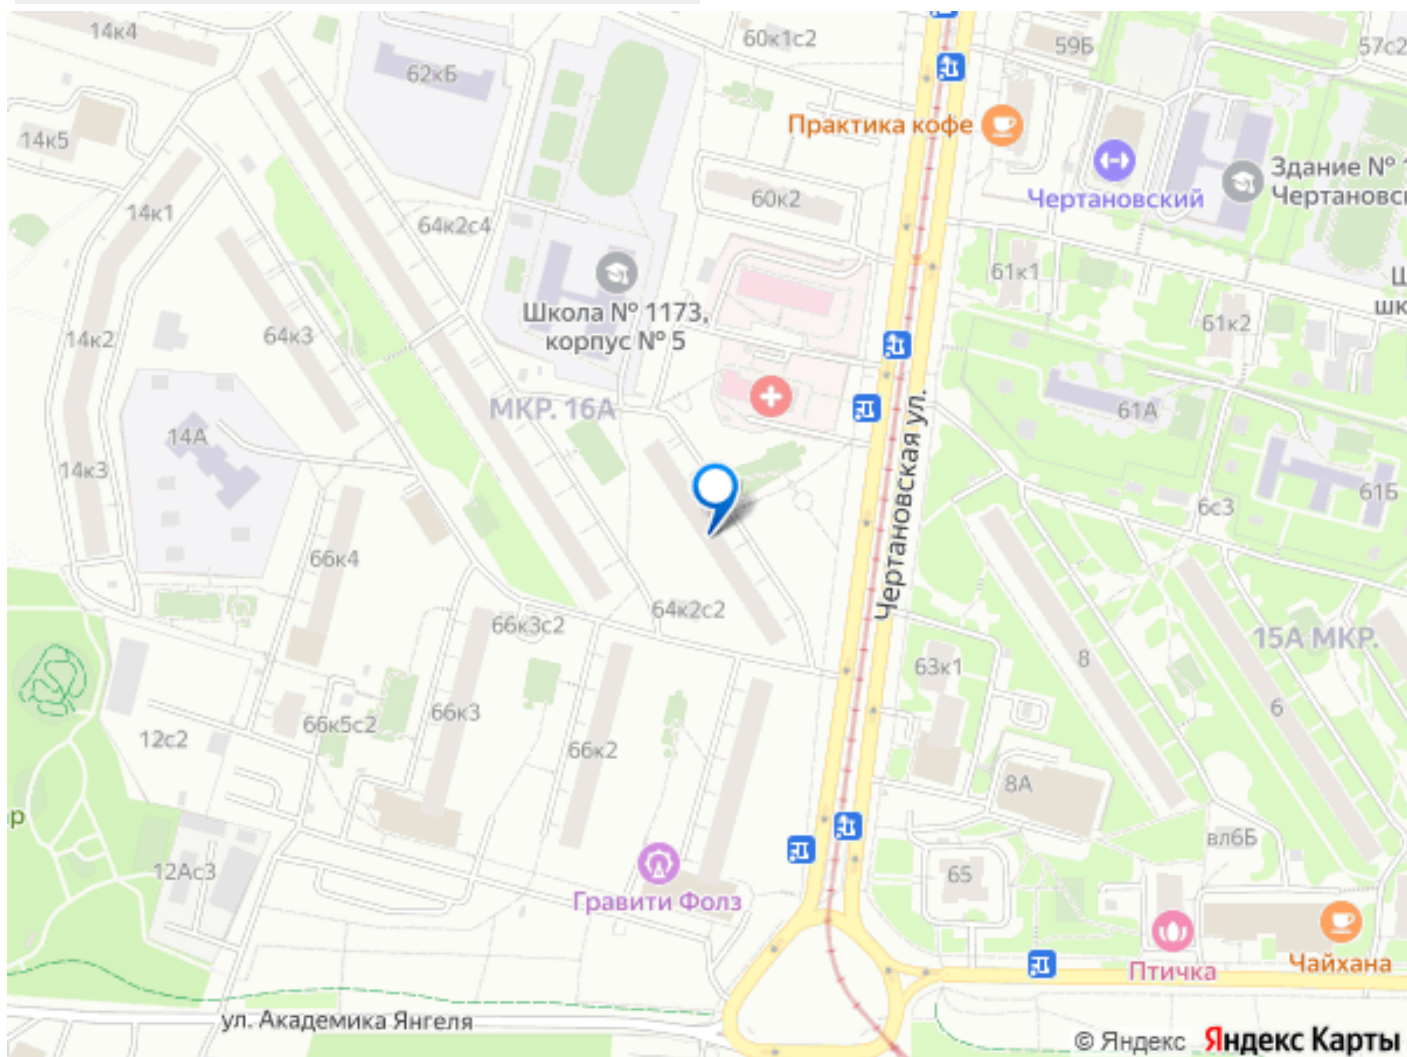 14к4
60к1с2
59Б
57с2
62кБ
Практика кофе
14к5
Здание № 1
Чертановск
Чертановский
60к2
14к1
64к2с4
61к1
Школа № 1173,
корпус № 5
Ш
шк
61к2
64к3
14к2
МКР. 16А
61А
Чертановская ул.
14А
14к3
61Б
6с3
66к4
64к2с2
66к3с2
15А МКР.
8
63к1
6
66к3
66к5с2
12с2
66к2
8А
р
вл6Б
12Ас3
65
Гравити Фолз
Птичка
Чайхана
ул. Академика Янгеля
© Яндекс Яндекс Карты